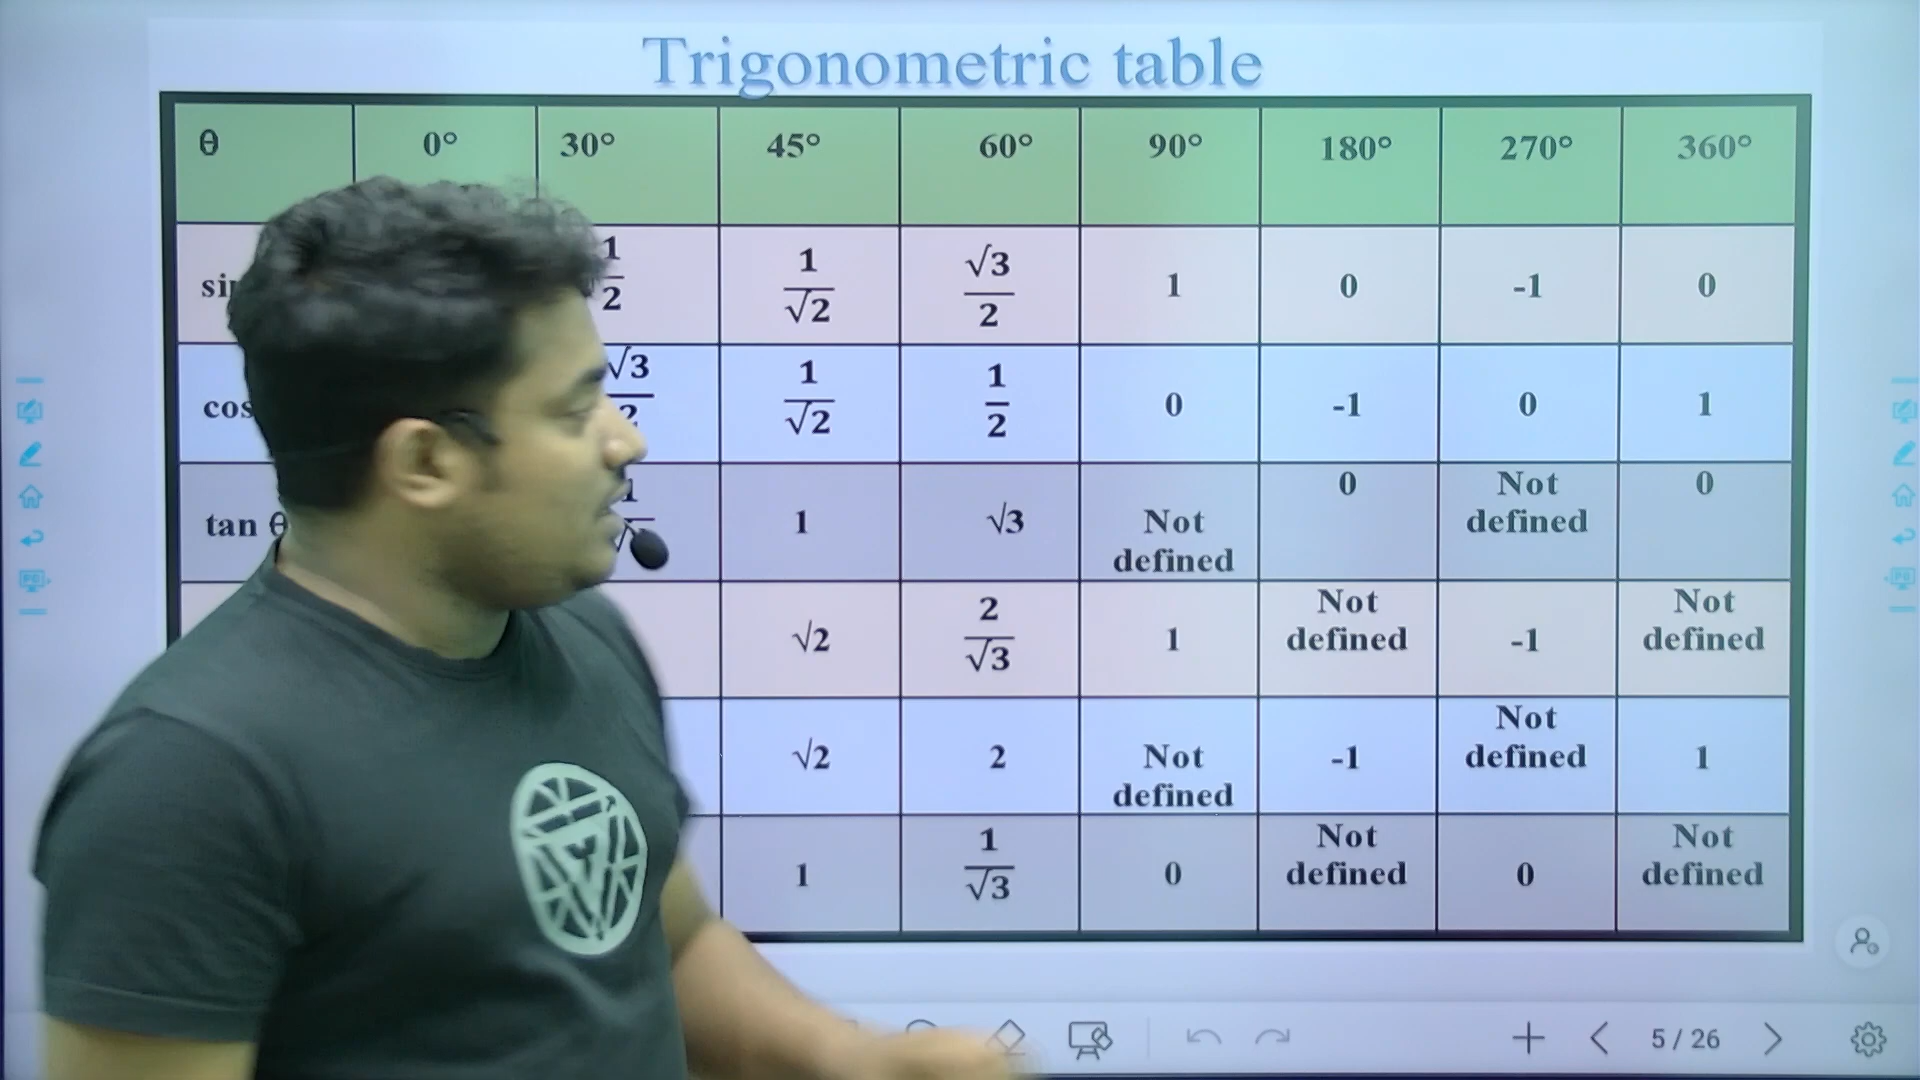 Trigonometric table
θ 0° 30° 45° 60° 90° 180° 270° 360°
1/2 1/√2 √3/2 1 0 -1 0
cos √3/2 1/√2 1/2 0 -1 0 1
tan θ 1 √3 Not defined 0 Not defined 0
√2 2/√3 1 Not defined -1 Not defined
√2 2 Not defined -1 Not defined 1
1 1/√3 0 Not defined 0 Not defined
5 / 26